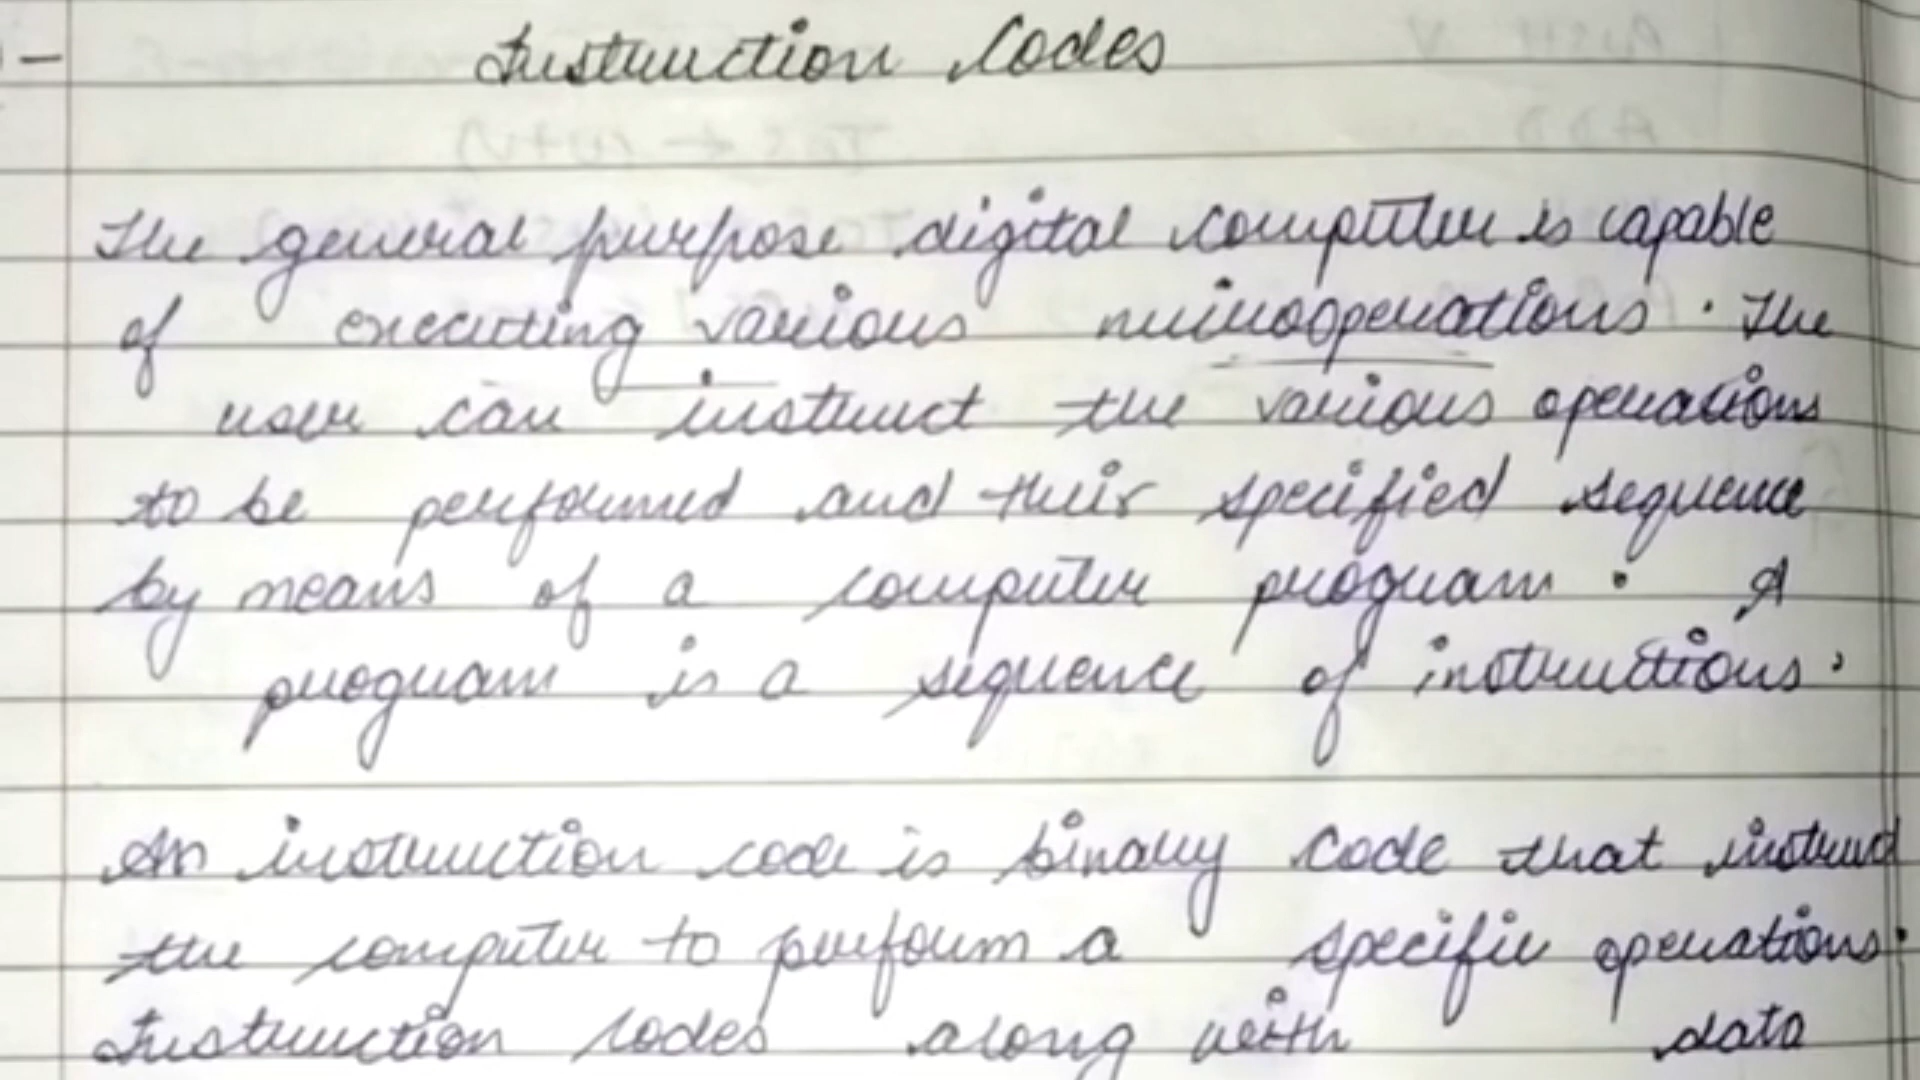 Instruction Codes
The general purpose digital computer is capable
of executing various microoperations. The
user can instruct the various operations
to be performed and their specified sequence
by means of a computer program. A
program is a sequence of instructions.
An instruction code is binary code that instruct
the computer to perform a specific operations.
Instruction codes along with data